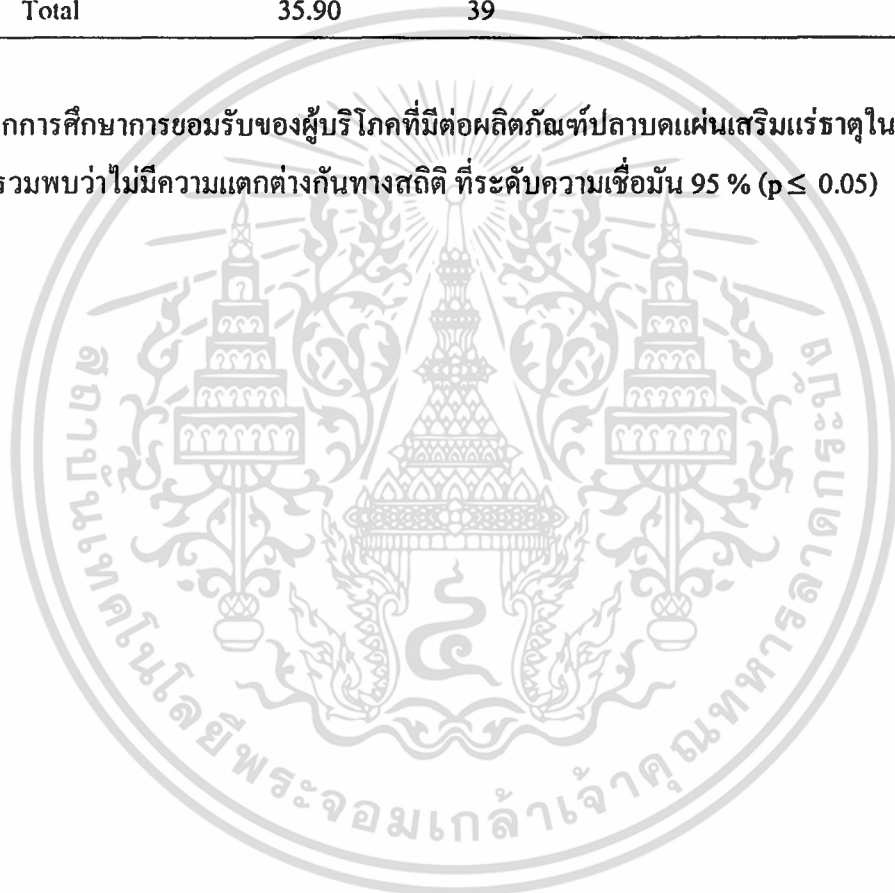 Total 35.90 39
กการศึกษาการยอมรับของผู้บริโภคที่มีต่อผลิตภัณฑ์ปลาบดแผ่นเสริมแร่ธาตุใน
รวมพบว่าไม่มีความแตกต่างกันทางสถิติ ที่ระดับความเชื่อมั่น 95 % (p ≤ 0.05)
สถาบันเทคโนโลยีพระจอมเกล้าเจ้าคุณทหารลาดกระบัง